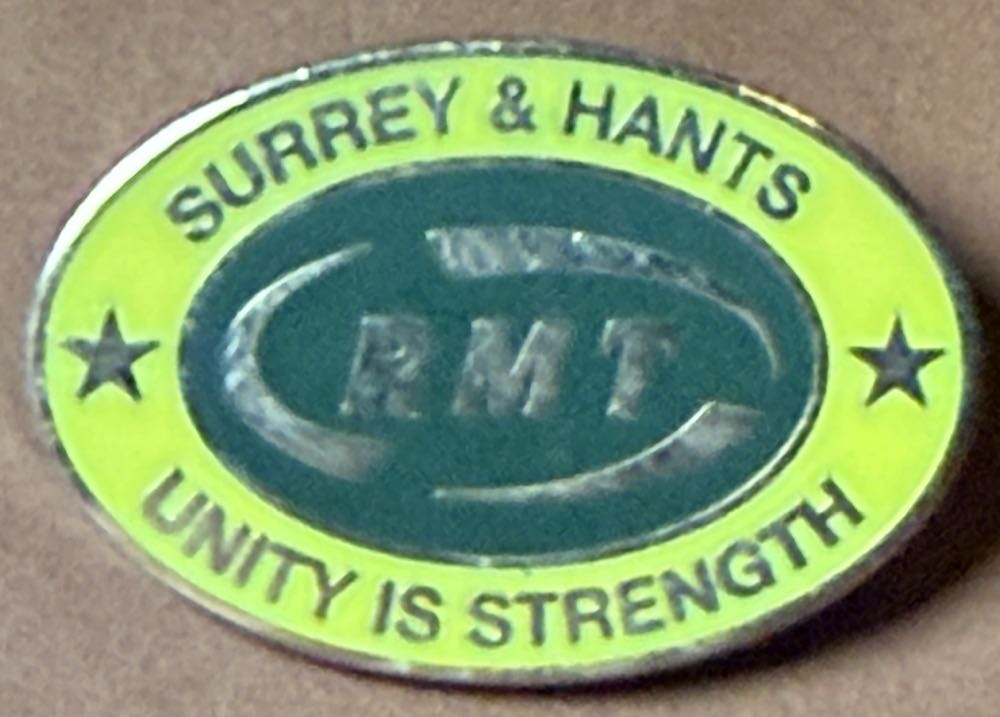 SURREY & HANTS
RMT
UNITY IS STRENGTH